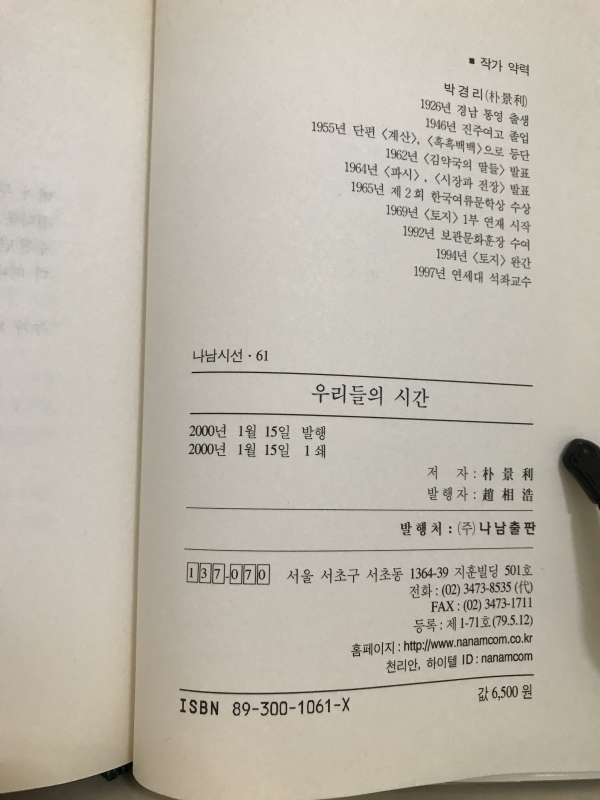 ■ 작가 약력
박경리(朴景利)
1926년 경남 통영 출생
1946년 진주여고 졸업
1955년 단편 〈계산〉, 〈흑흑백백〉으로 등단
1962년 〈김약국의 딸들〉 발표
1964년 〈파시〉, 〈시장과 전장〉 발표
1965년 제2회 한국여류문학상 수상
1969년 〈토지〉 1부 연재 시작
1992년 보관문화훈장 수여
1994년 〈토지〉 완간
1997년 연세대 석좌교수
나남시선 · 61
우리들의 시간
2000년 1월 15일 발행
2000년 1월 15일 1쇄
저 자 : 朴景利
발행자 : 趙相浩
발행처 : (주) 나남출판
137-070 서울 서초구 서초동 1364-39 지훈빌딩 501호
전화 : (02) 3473-8535 (代)
FAX : (02) 3473-1711
등록 : 제 1-71호(79.5.12)
홈페이지 : http://www.nanamcom.co.kr
천리안, 하이텔 ID : nanamcom
ISBN 89-300-1061-X
값 6,500 원